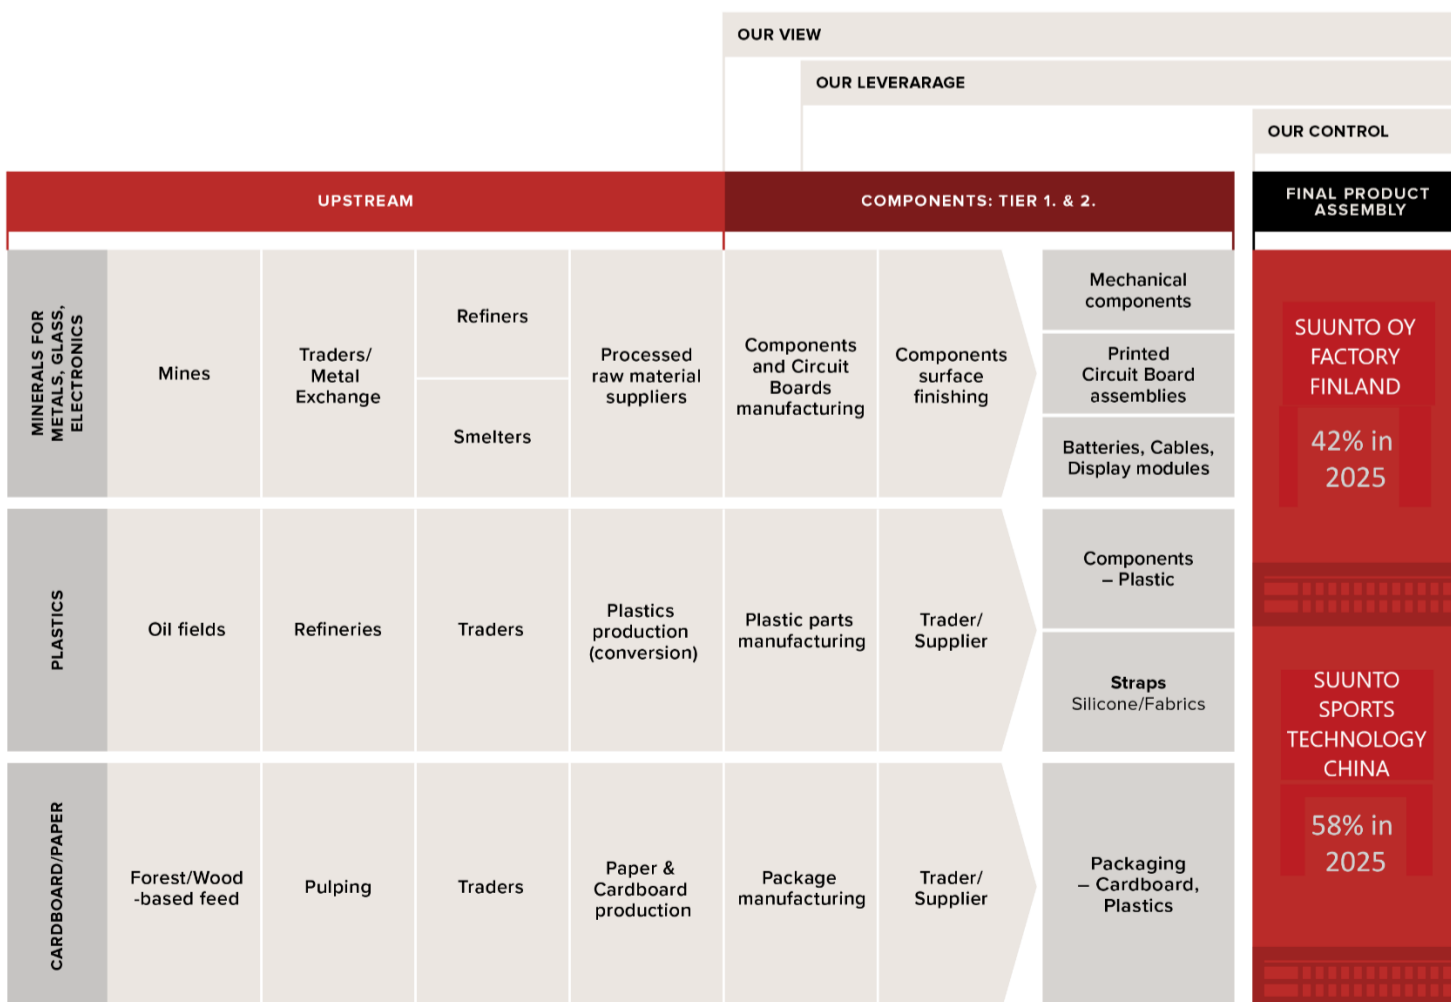 OUR VIEW
OUR LEVERARAGE
OUR CONTROL
UPSTREAM
COMPONENTS: TIER 1. & 2.
FINAL PRODUCT
ASSEMBLY
MINERALS FOR
METALS, GLASS,
ELECTRONICS
Mines
Traders/
Metal
Exchange
Refiners
Smelters
Processed
raw material
suppliers
Components
and Circuit
Boards
manufacturing
Components
surface
finishing
Mechanical
components
Printed
Circuit Board
assemblies
Batteries, Cables,
Display modules
SUUNTO OY
FACTORY
FINLAND
42% in
2025
PLASTICS
Oil fields
Refineries
Traders
Plastics
production
(conversion)
Plastic parts
manufacturing
Trader/
Supplier
Components
– Plastic
Straps
Silicone/Fabrics
SUUNTO
SPORTS
TECHNOLOGY
CHINA
58% in
2025
CARDBOARD/PAPER
Forest/Wood
-based feed
Pulping
Traders
Paper &
Cardboard
production
Package
manufacturing
Trader/
Supplier
Packaging
– Cardboard,
Plastics